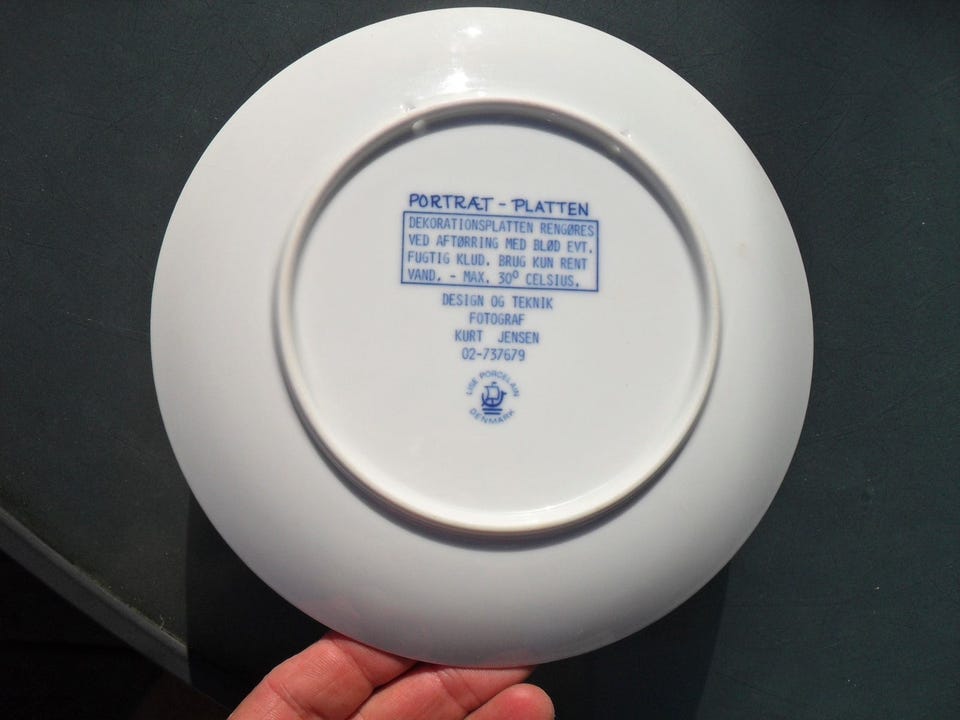 PORTRÆT - PLATTEN
DEKORATIONSPLATTEN RENGØRES
VED AFTØRRING MED BLØD EVT.
FUGTIG KLUD. BRUG KUN RENT
VAND. - MAX. 30° CELSIUS.
DESIGN OG TEKNIK
FOTOGRAF
KURT JENSEN
02-737679
LISE PORCELAIN
DENMARK